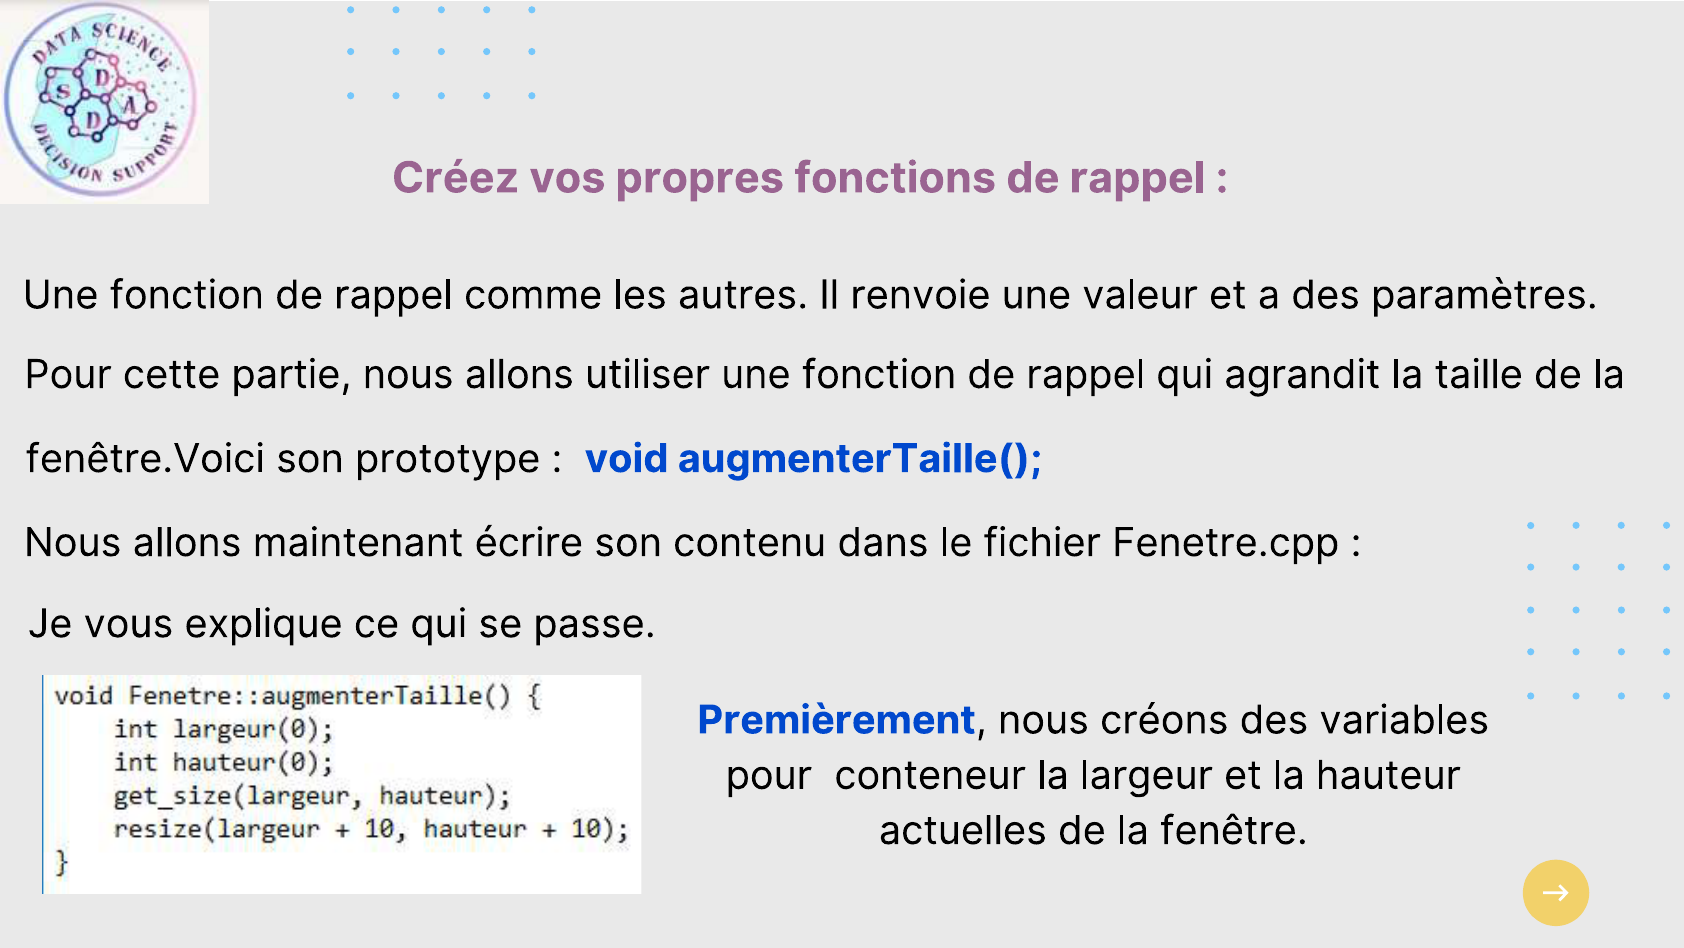 DATA SCIENCE
S D D A
DECISION SUPPORT
Créez vos propres fonctions de rappel :
Une fonction de rappel comme les autres. Il renvoie une valeur et a des paramètres.
Pour cette partie, nous allons utiliser une fonction de rappel qui agrandit la taille de la
fenêtre.Voici son prototype : void augmenterTaille();
Nous allons maintenant écrire son contenu dans le fichier Fenetre.cpp :
Je vous explique ce qui se passe.
void Fenetre::augmenterTaille() {
int largeur(0);
int hauteur(0);
get_size(largeur, hauteur);
resize(largeur + 10, hauteur + 10);
}
Premièrement, nous créons des variables
pour conteneur la largeur et la hauteur
actuelles de la fenêtre.